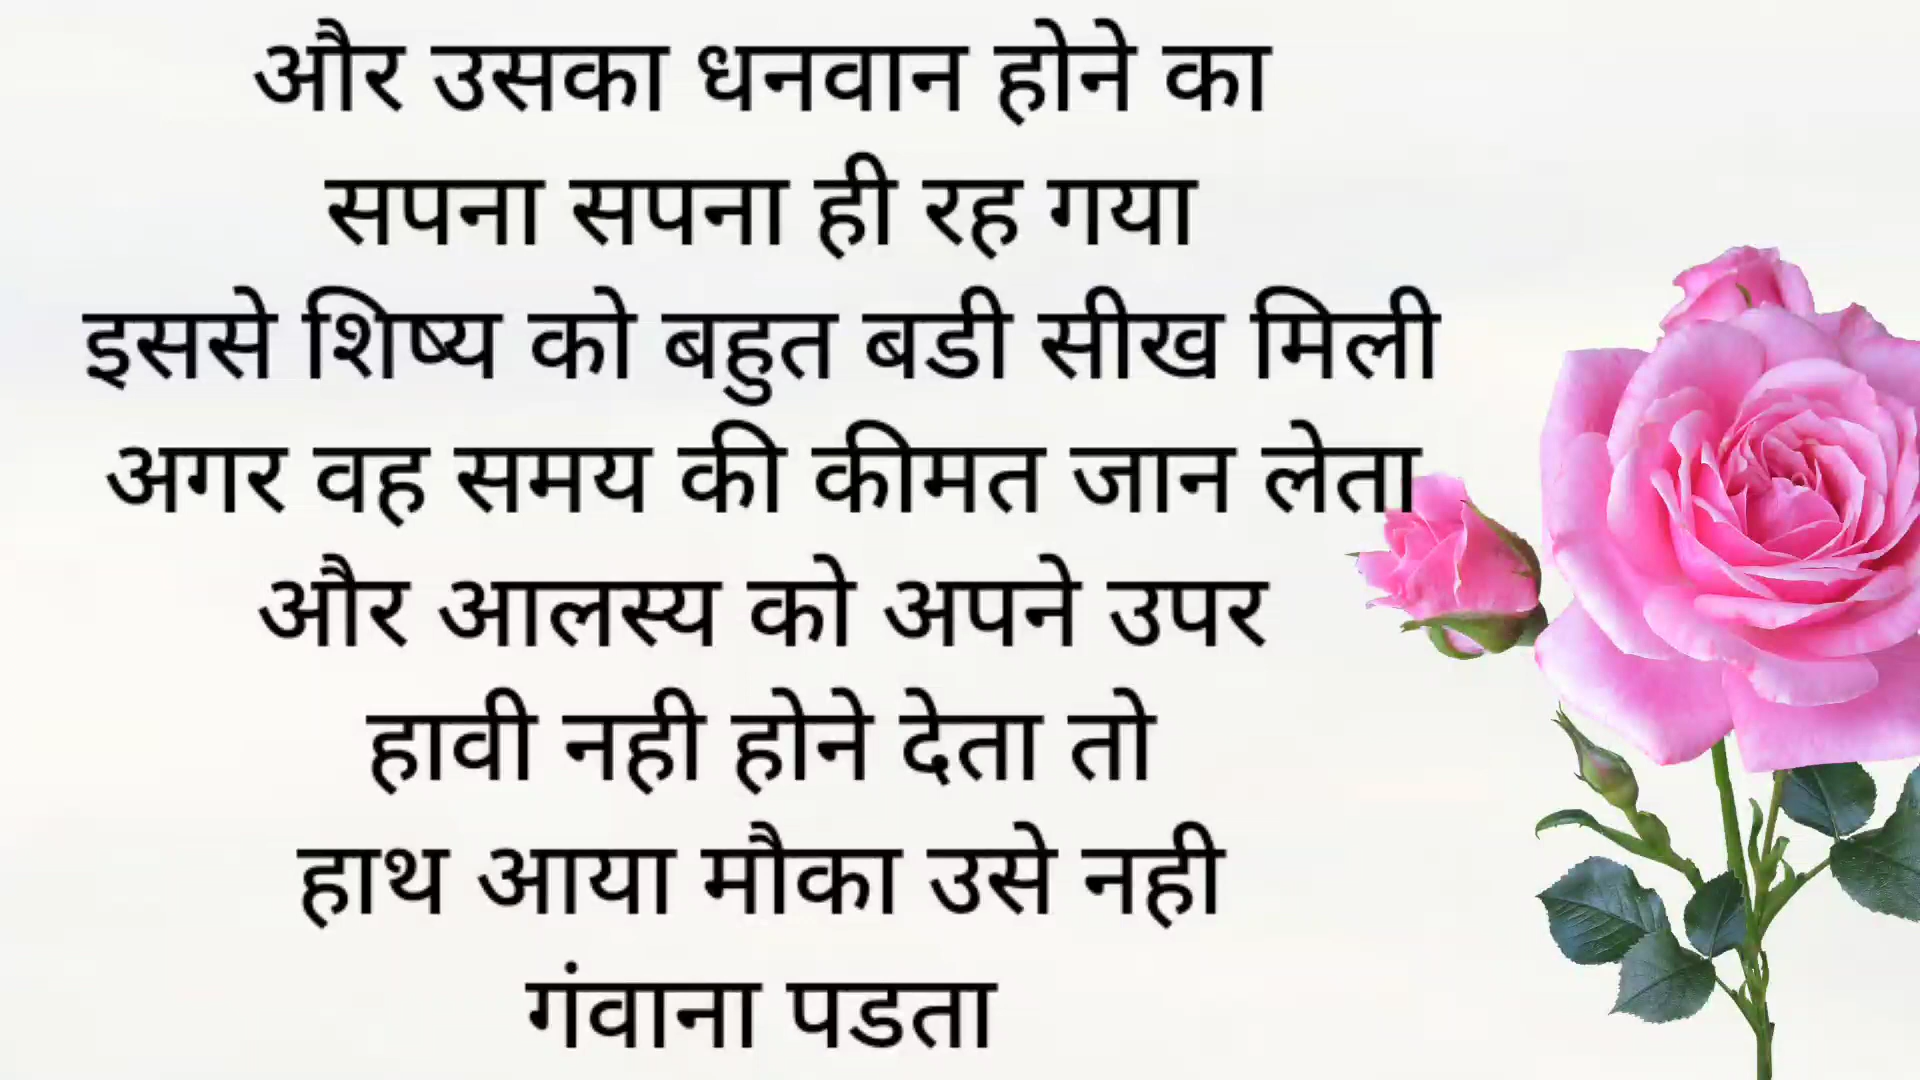 और उसका धनवान होने का
सपना सपना ही रह गया
इससे शिष्य को बहुत बडी सीख मिली
अगर वह समय की कीमत जान लेता
और आलस्य को अपने उपर
हावी नही होने देता तो
हाथ आया मौका उसे नही
गंवाना पडता